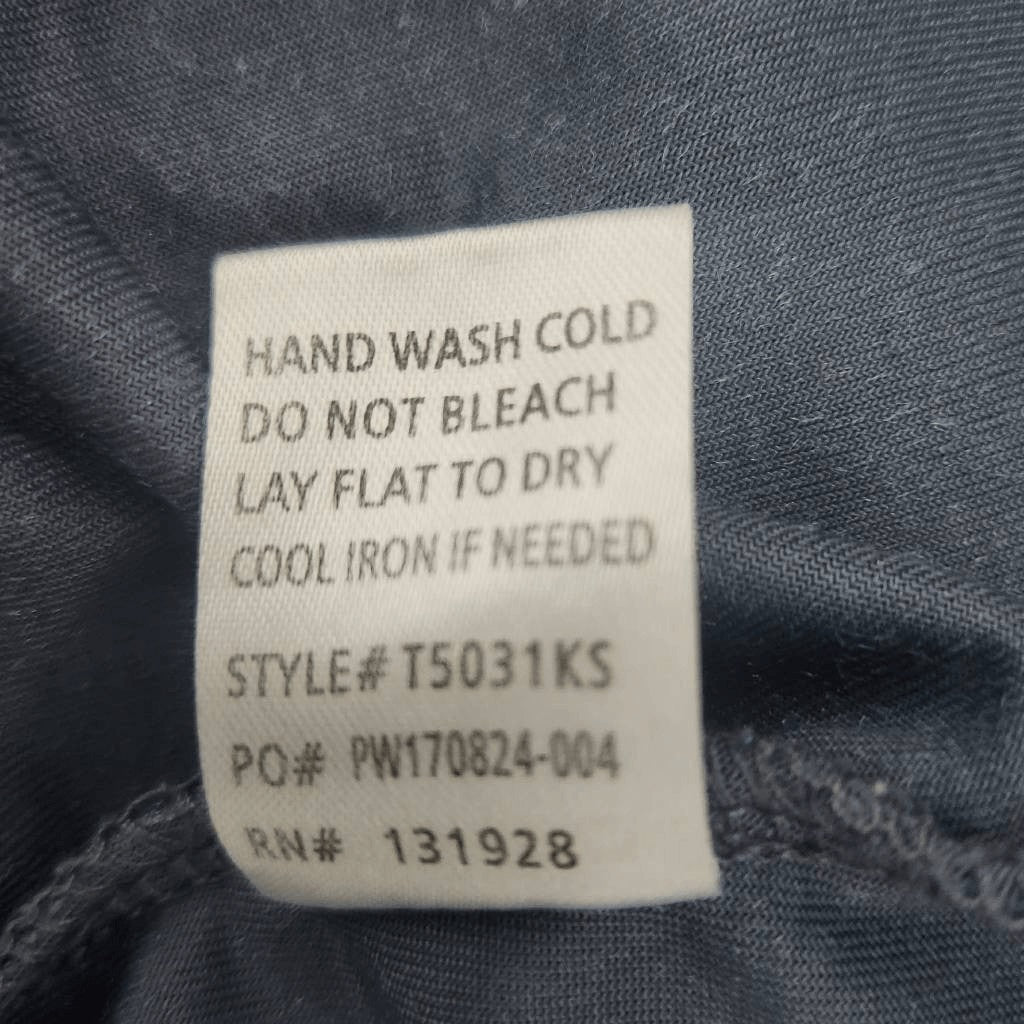 HAND WASH COLD
DO NOT BLEACH
LAY FLAT TO DRY
COOL IRON IF NEEDED
STYLE# T5031KS
PO# PW170824-004
RN# 131928